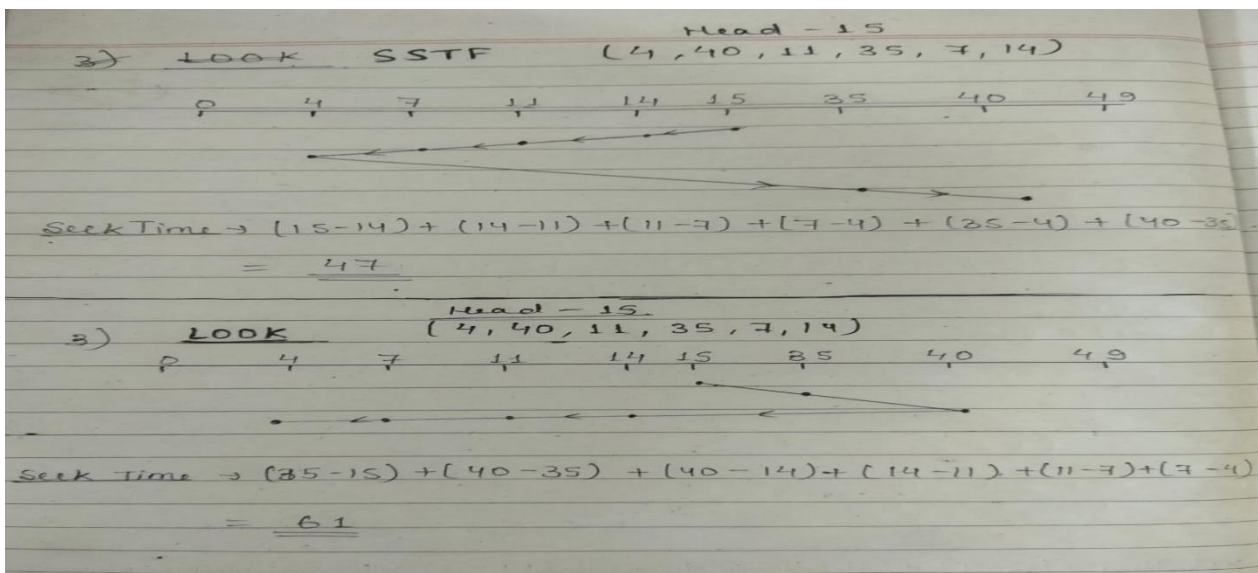 Head - 15
3) LOOK SSTF (4, 40, 11, 35, 7, 14)
0 4 7 11 14 15 35 40 49
Seek Time → (15-14) + (14-11) + (11-7) + (7-4) + (35-4) + (40-35)
= 47
Head - 15.
3) LOOK (4, 40, 11, 35, 7, 14)
0 4 7 11 14 15 35 40 49
Seek Time → (35-15) + (40-35) + (40-14) + (14-11) + (11-7) + (7-4)
= 61